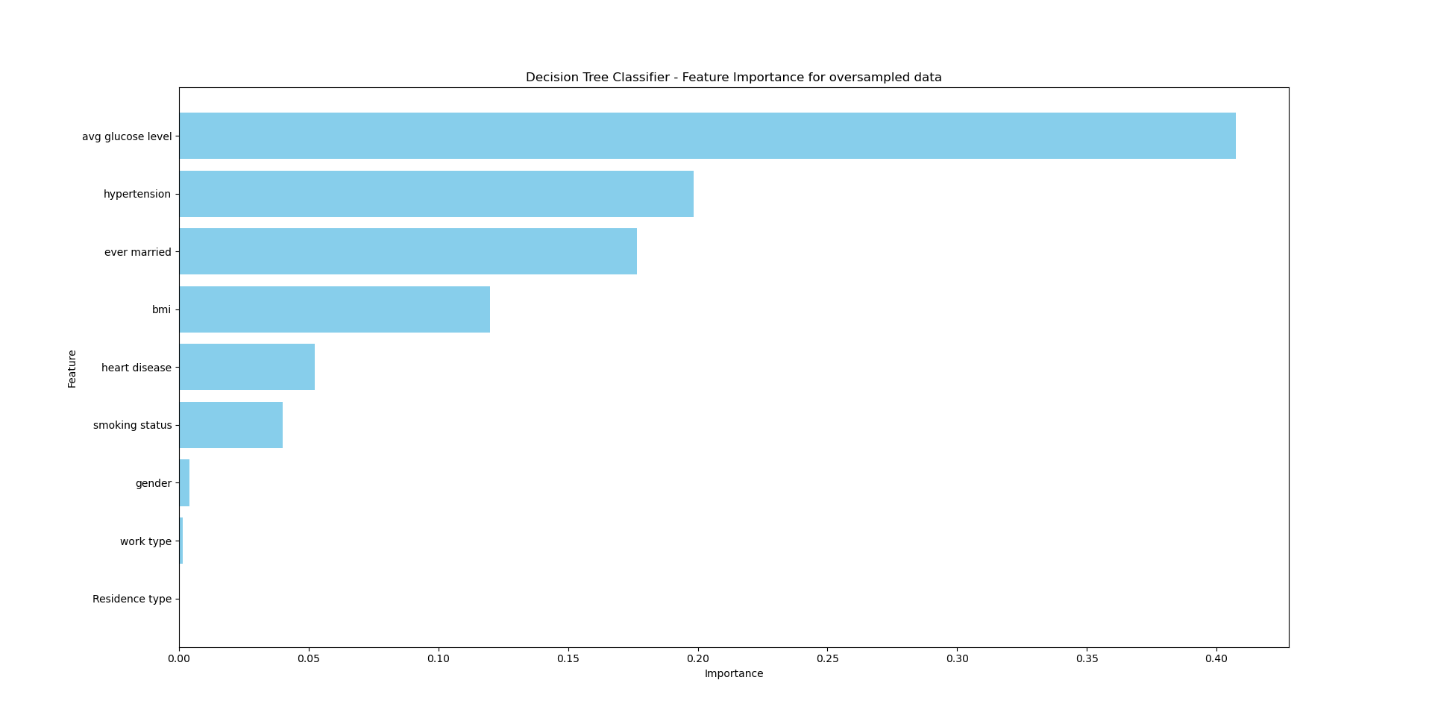 Decision Tree Classifier - Feature Importance for oversampled data
avg glucose level
hypertension
ever married
bmi
heart disease
smoking status
gender
work type
Residence type
Feature
0.00 0.05 0.10 0.15 0.20 0.25 0.30 0.35 0.40
Importance